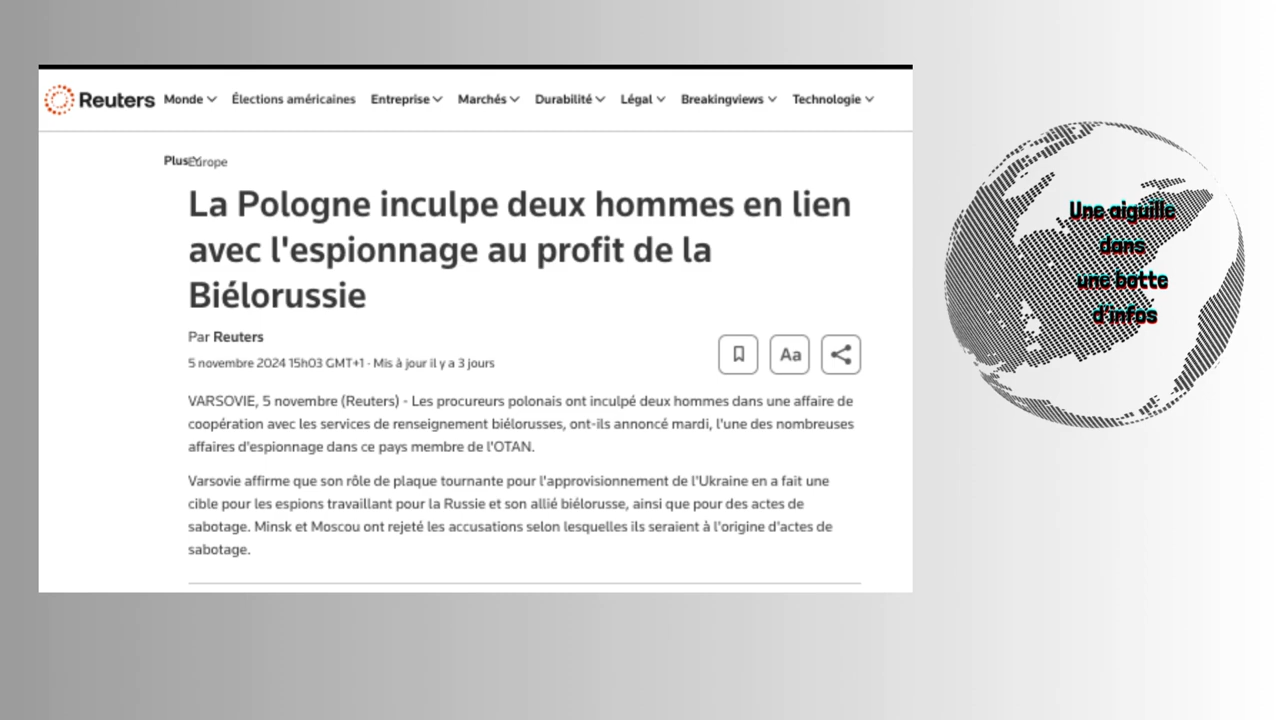 Reuters Monde Élections américaines Entreprise Marchés Durabilité Légal Breakingviews Technologie
Plus Europe
La Pologne inculpe deux hommes en lien
avec l'espionnage au profit de la
Biélorussie
Par Reuters
5 novembre 2024 15h03 GMT+1 · Mis à jour il y a 3 jours
Aa
VARSOVIE, 5 novembre (Reuters) - Les procureurs polonais ont inculpé deux hommes dans une affaire de
coopération avec les services de renseignement biélorusses, ont-ils annoncé mardi, l'une des nombreuses
affaires d'espionnage dans ce pays membre de l'OTAN.
Varsovie affirme que son rôle de plaque tournante pour l'approvisionnement de l'Ukraine en a fait une
cible pour les espions travaillant pour la Russie et son allié biélorusse, ainsi que pour des actes de
sabotage. Minsk et Moscou ont rejeté les accusations selon lesquelles ils seraient à l'origine d'actes de
sabotage.
Une aiguille
dans
une botte
d'infos